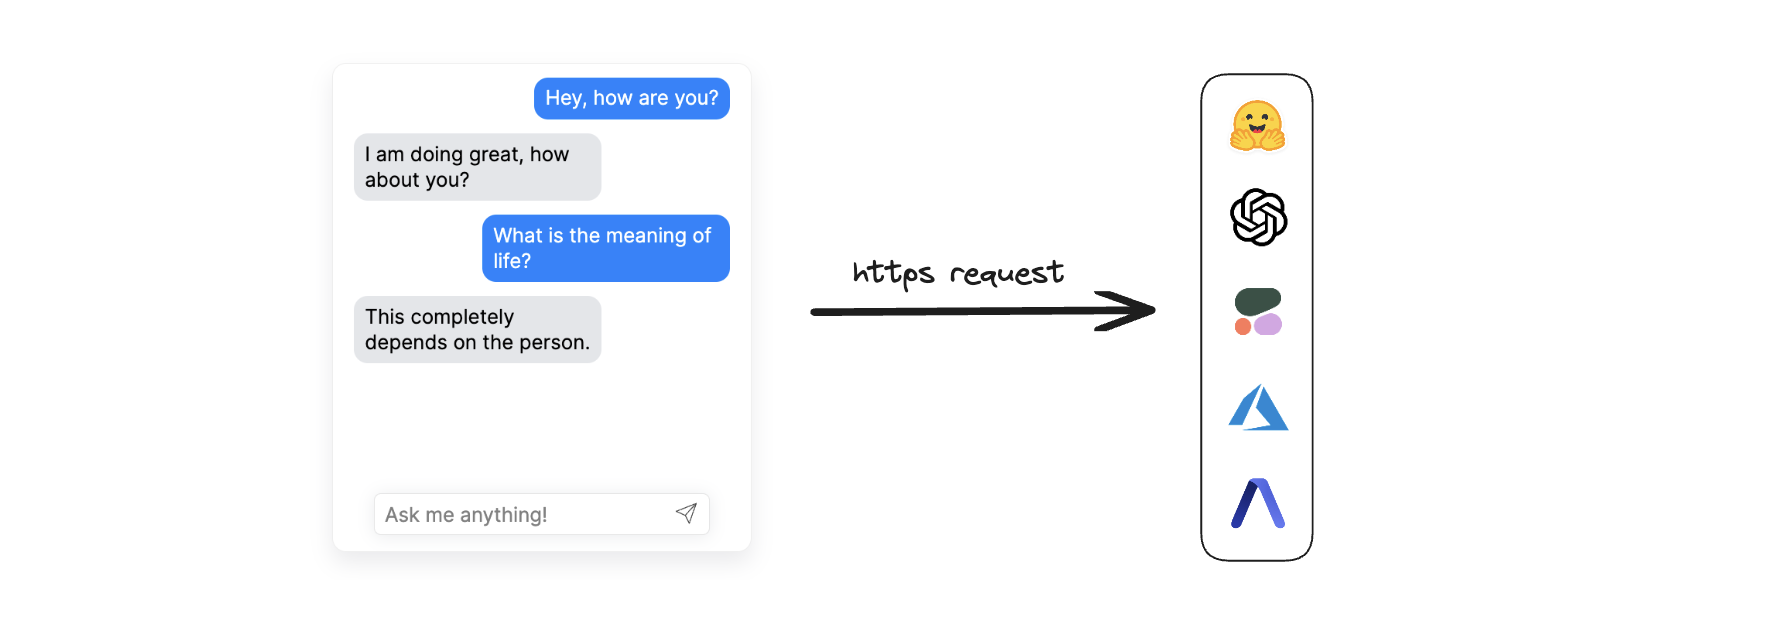 Hey, how are you?
I am doing great, how
about you?
What is the meaning of
life?
This completely
depends on the person.
Ask me anything!
https request